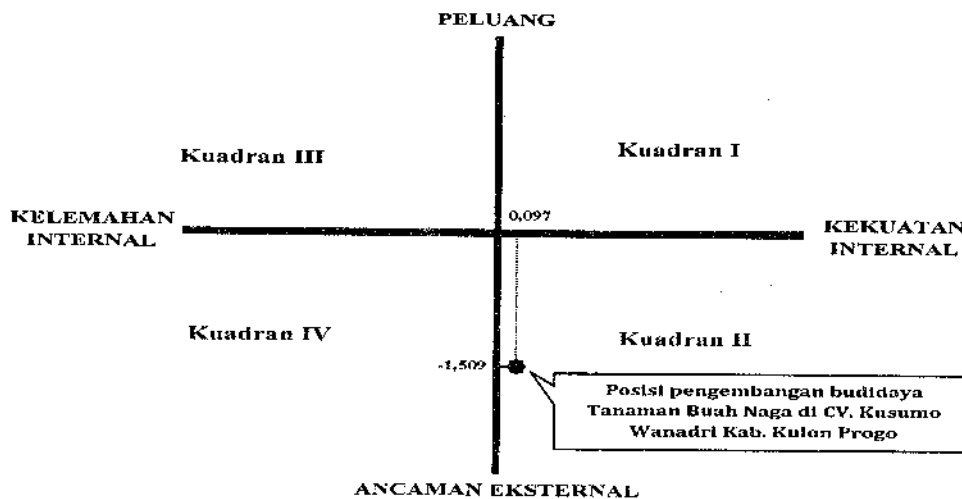 PELUANG
Kuadran III
Kuadran I
KELEMAHAN
INTERNAL
0,097
KEKUATAN
INTERNAL
Kuadran IV
Kuadran II
-1,509
Posisi pengembangan budidaya
Tanaman Buah Naga di CV. Kusumo
Wanadri Kab. Kulon Progo
ANCAMAN EKSTERNAL